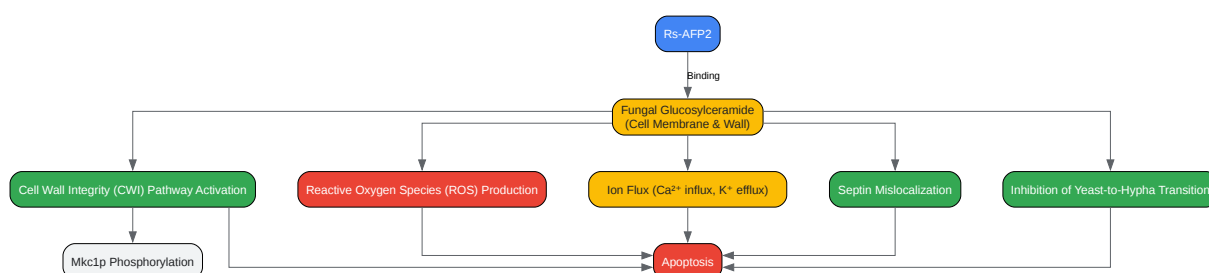 Rs-AFP2
Binding
Fungal Glucosylceramide
(Cell Membrane & Wall)
Cell Wall Integrity (CWI) Pathway Activation
Reactive Oxygen Species (ROS) Production
Ion Flux (Ca²⁺ influx, K⁺ efflux)
Septin Mislocalization
Inhibition of Yeast-to-Hypha Transition
Mkc1p Phosphorylation
Apoptosis